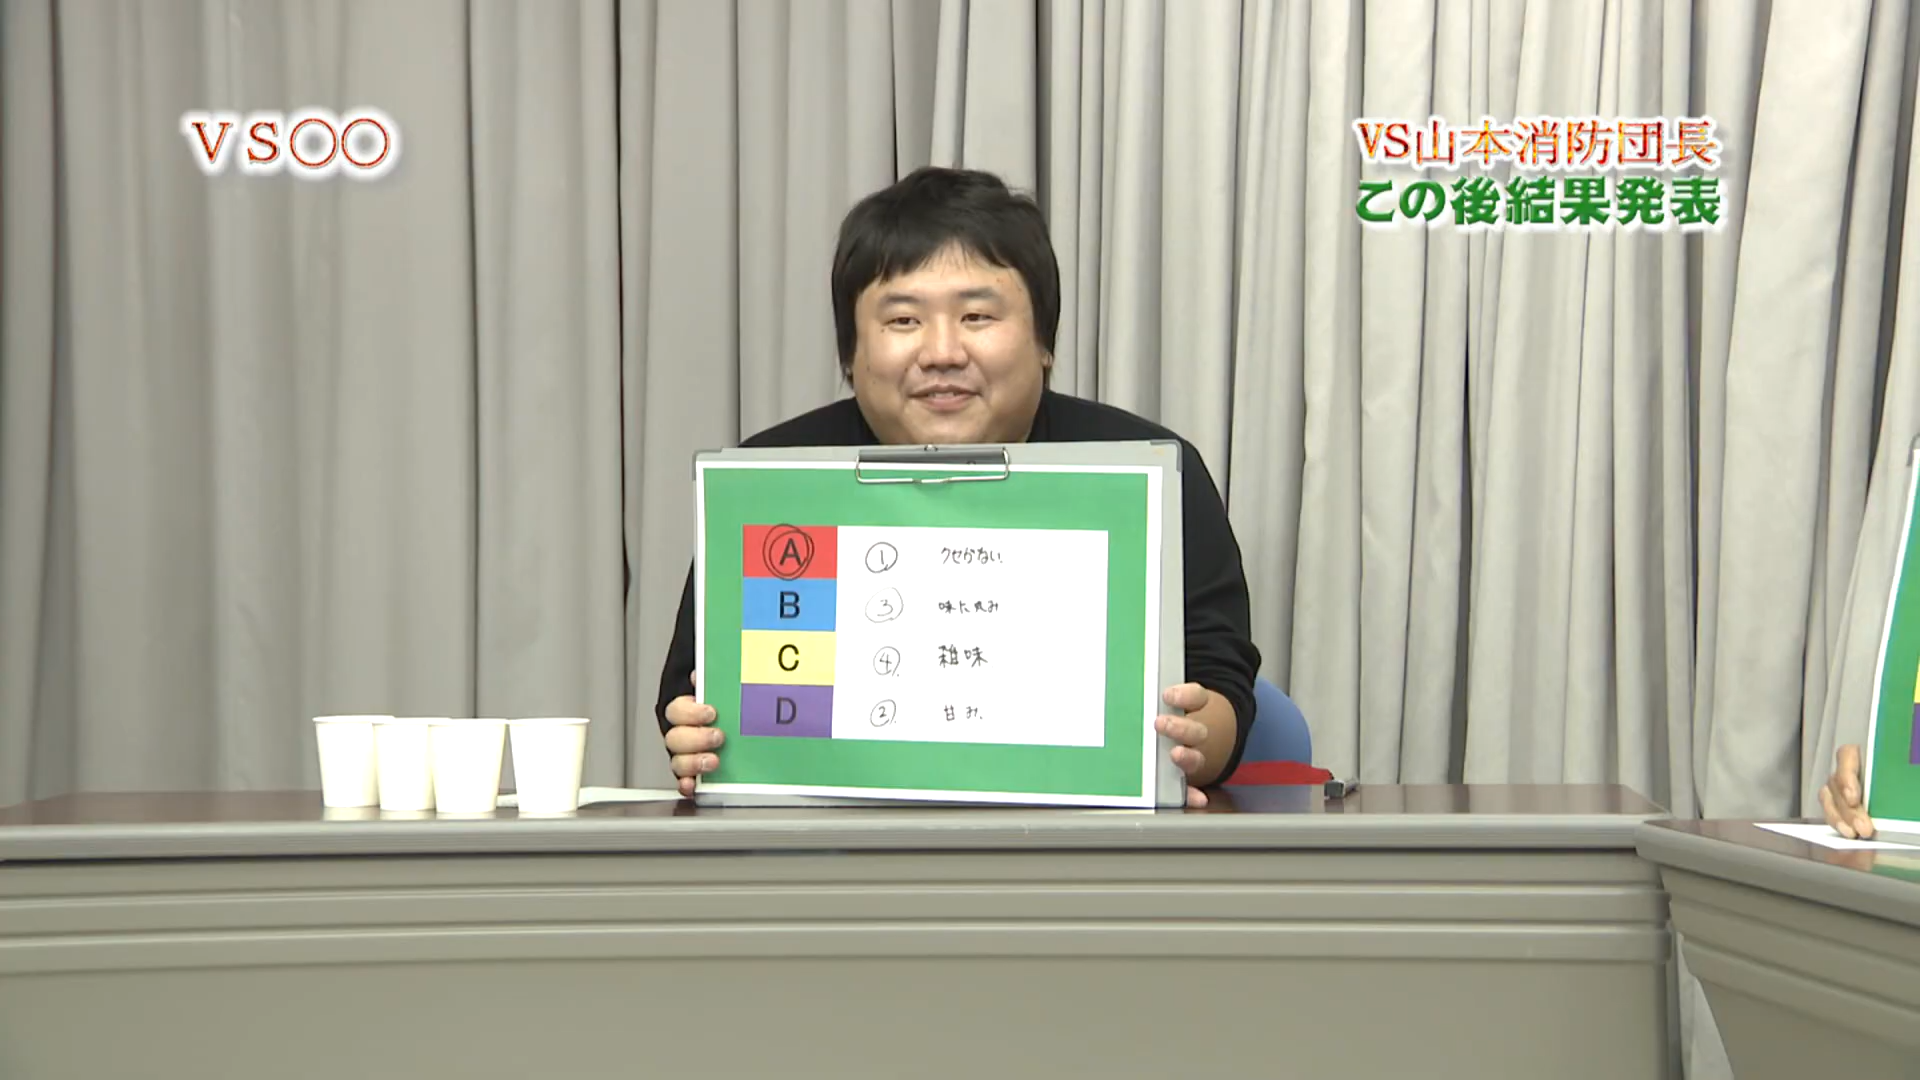 VS〇〇
VS山本消防団長
この後結果発表
A ① クセがない.
B ③
C ④. 雑味
D ②. 甘み.